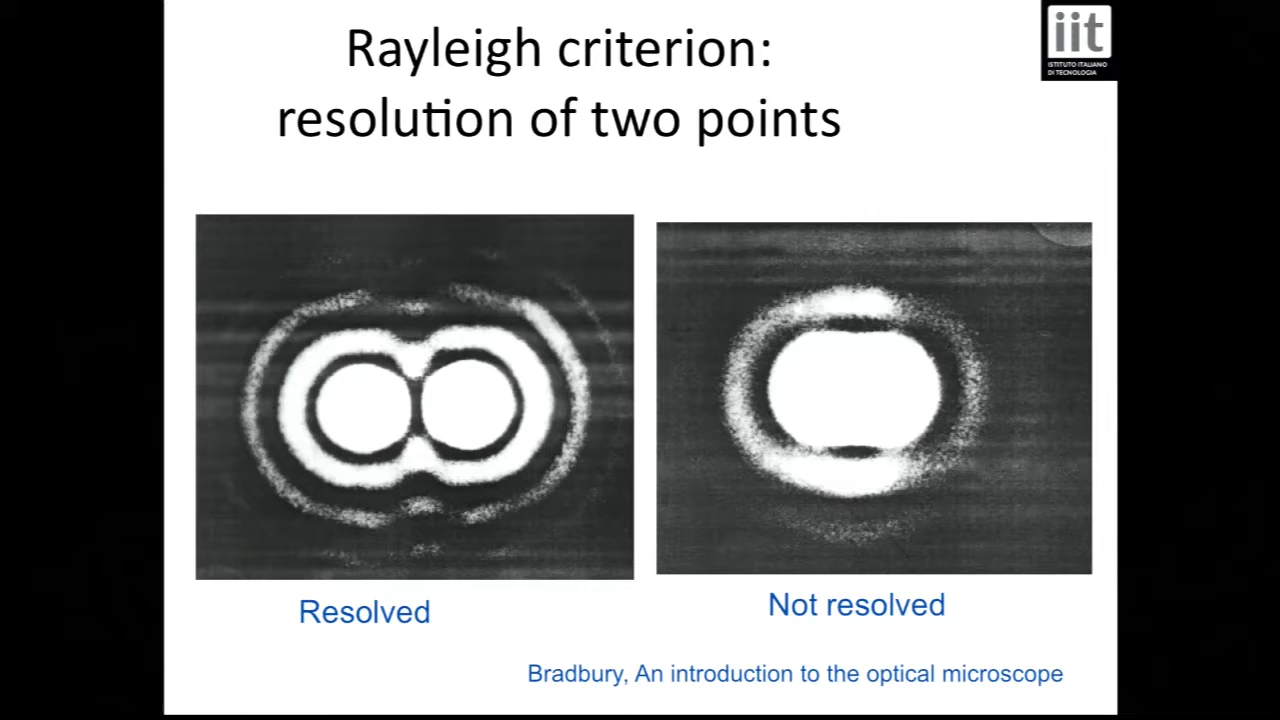 Rayleigh criterion:
resolution of two points
iit
ISTITUTO ITALIANO
DI TECNOLOGIA
Resolved
Not resolved
Bradbury, An introduction to the optical microscope